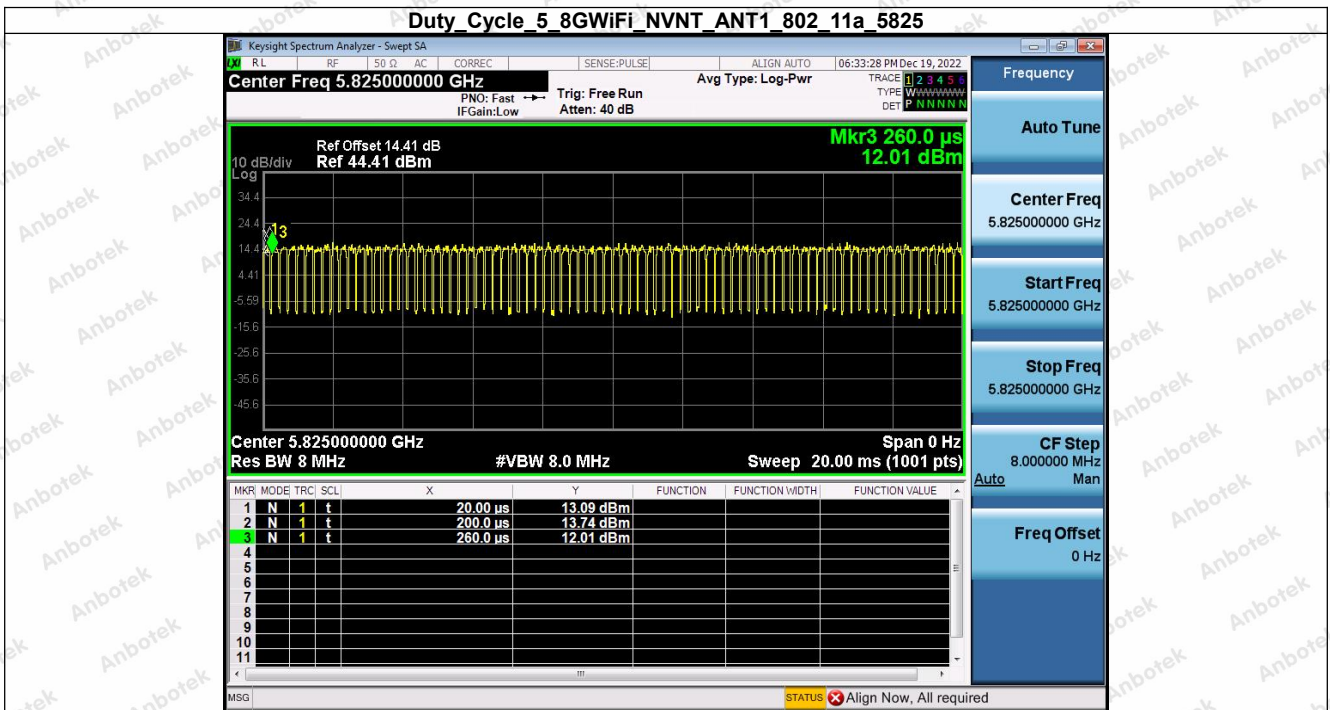 Duty_Cycle_5_8GWiFi_NVNT_ANT1_802_11a_5825
Keysight Spectrum Analyzer - Swept SA
RL RF 50 Ω AC CORREC SENSE:PULSE ALIGN AUTO 06:33:28 PM Dec 19, 2022
Center Freq 5.825000000 GHz
PNO: Fast
IFGain:Low
Trig: Free Run
Atten: 40 dB
Avg Type: Log-Pwr
TRACE 1 2 3 4 5 6
TYPE WWWWWW
DET P N N N N N
Frequency
Auto Tune
Center Freq
5.825000000 GHz
Start Freq
5.825000000 GHz
Stop Freq
5.825000000 GHz
CF Step
8.000000 MHz
Auto Man
Freq Offset
0 Hz
Mkr3 260.0 µs
12.01 dBm
Ref Offset 14.41 dB
10 dB/div Ref 44.41 dBm
Log
34.4
24.4
14.4
4.41
-5.59
-15.6
-25.6
-35.6
-45.6
13
Center 5.825000000 GHz Span 0 Hz
Res BW 8 MHz #VBW 8.0 MHz Sweep 20.00 ms (1001 pts)
MKR MODE TRC SCL X Y FUNCTION FUNCTION WIDTH FUNCTION VALUE
1 N 1 t 20.00 µs 13.09 dBm
2 N 1 t 200.0 µs 13.74 dBm
3 N 1 t 260.0 µs 12.01 dBm
4
5
6
7
8
9
10
11
MSG STATUS Align Now, All required
Anbotek